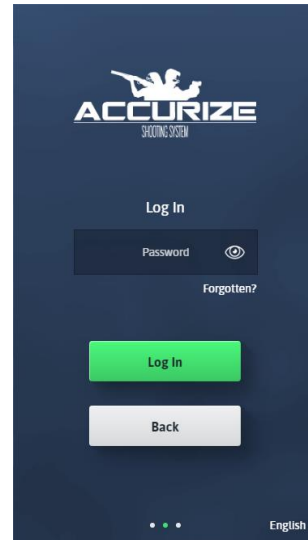 ACCURIZE
SHOOTING SYSTEM
Log In
Password
Forgotten?
Log In
Back
English